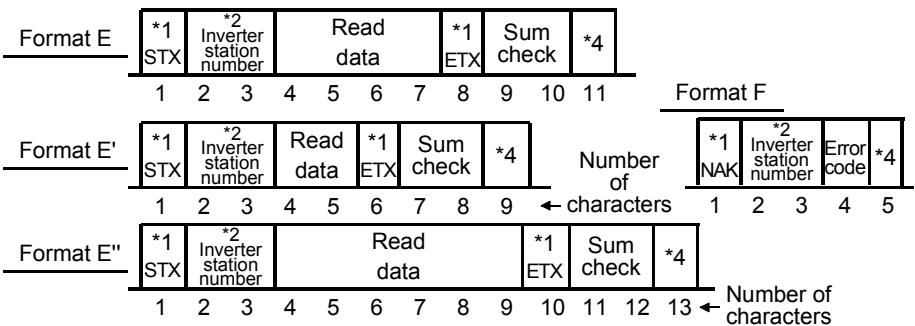 Format E
*1
STX
*2
Inverter
station
number
Read
data
*1
ETX
Sum
check
*4
1 2 3 4 5 6 7 8 9 10 11
Format F
Format E'
*1
STX
*2
Inverter
station
number
Read
data
*1
ETX
Sum
check
*4
1 2 3 4 5 6 7 8 9
Number
of
← characters
*1
NAK
*2
Inverter
station
number
Error
code
*4
1 2 3 4 5
Format E"
*1
STX
*2
Inverter
station
number
Read
data
*1
ETX
Sum
check
*4
1 2 3 4 5 6 7 8 9 10 11 12 13
← Number of
characters